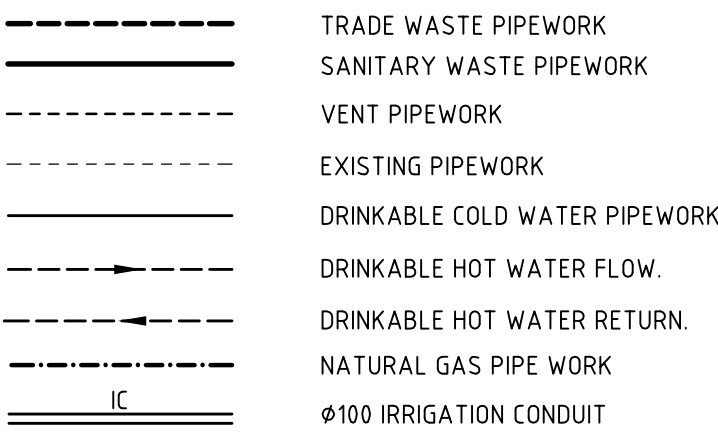 TRADE WASTE PIPEWORK
SANITARY WASTE PIPEWORK
VENT PIPEWORK
EXISTING PIPEWORK
DRINKABLE COLD WATER PIPEWORK
DRINKABLE HOT WATER FLOW.
DRINKABLE HOT WATER RETURN.
NATURAL GAS PIPE WORK
IC
Ø100 IRRIGATION CONDUIT